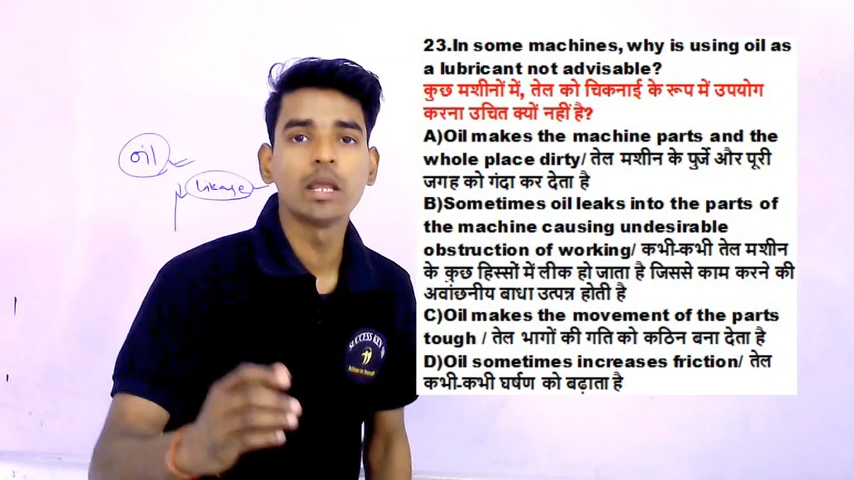 23.In some machines, why is using oil as
a lubricant not advisable?
कुछ मशीनों में, तेल को चिकनाई के रूप में उपयोग
करना उचित क्यों नहीं है?
A)Oil makes the machine parts and the
whole place dirty/ तेल मशीन के पुर्जे और पूरी
जगह को गंदा कर देता है
B)Sometimes oil leaks into the parts of
the machine causing undesirable
obstruction of working/ कभी-कभी तेल मशीन
के कुछ हिस्सों में लीक हो जाता है जिससे काम करने की
अवांछनीय बाधा उत्पन्न होती है
C)Oil makes the movement of the parts
tough / तेल भागों की गति को कठिन बना देता है
D)Oil sometimes increases friction/ तेल
कभी-कभी घर्षण को बढ़ाता है
oil
Likage
SUCCESS KEY